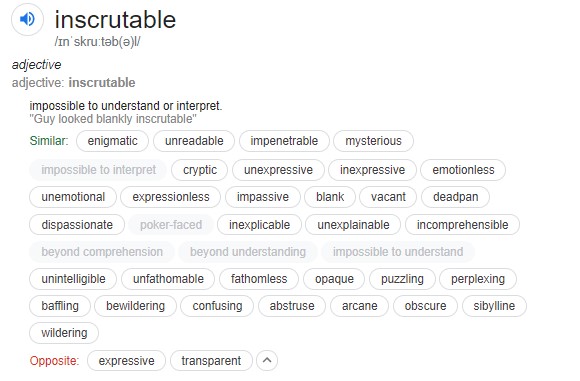 inscrutable
/ɪnˈskruːtəb(ə)l/
adjective
adjective: inscrutable
impossible to understand or interpret.
"Guy looked blankly inscrutable"
Similar: enigmatic unreadable impenetrable mysterious
impossible to interpret cryptic unexpressive inexpressive emotionless
unemotional expressionless impassive blank vacant deadpan
dispassionate poker-faced inexplicable unexplainable incomprehensible
beyond comprehension beyond understanding impossible to understand
unintelligible unfathomable fathomless opaque puzzling perplexing
baffling bewildering confusing abstruse arcane obscure sibylline
wildering
Opposite: expressive transparent